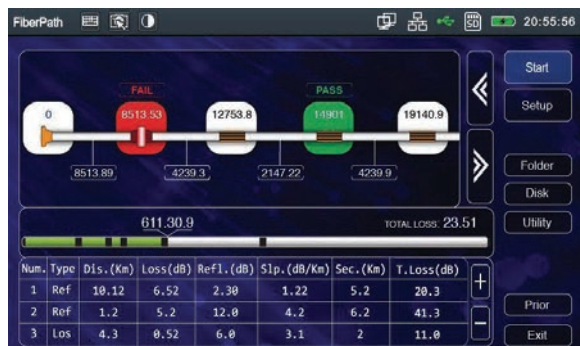 FiberPath SD 20:55:56
FAIL PASS
0 8513.53 12753.8 14901 19140.9
8513.89 4239.3 2147.22 4239.9
611.30.9 TOTAL LOSS: 23.51
Num. Type Dis.(Km) Loss(dB) Refl.(dB) Slp.(dB/Km) Sec.(Km) T.Loss(dB)
1 Ref 10.12 6.52 2.30 1.22 5.2 20.3
2 Ref 1.2 5.2 12.0 4.2 6.2 41.3
3 Los 4.3 0.52 6.0 3.1 2 11.0
+
−
Start
Setup
Folder
Disk
Utility
Prior
Exit